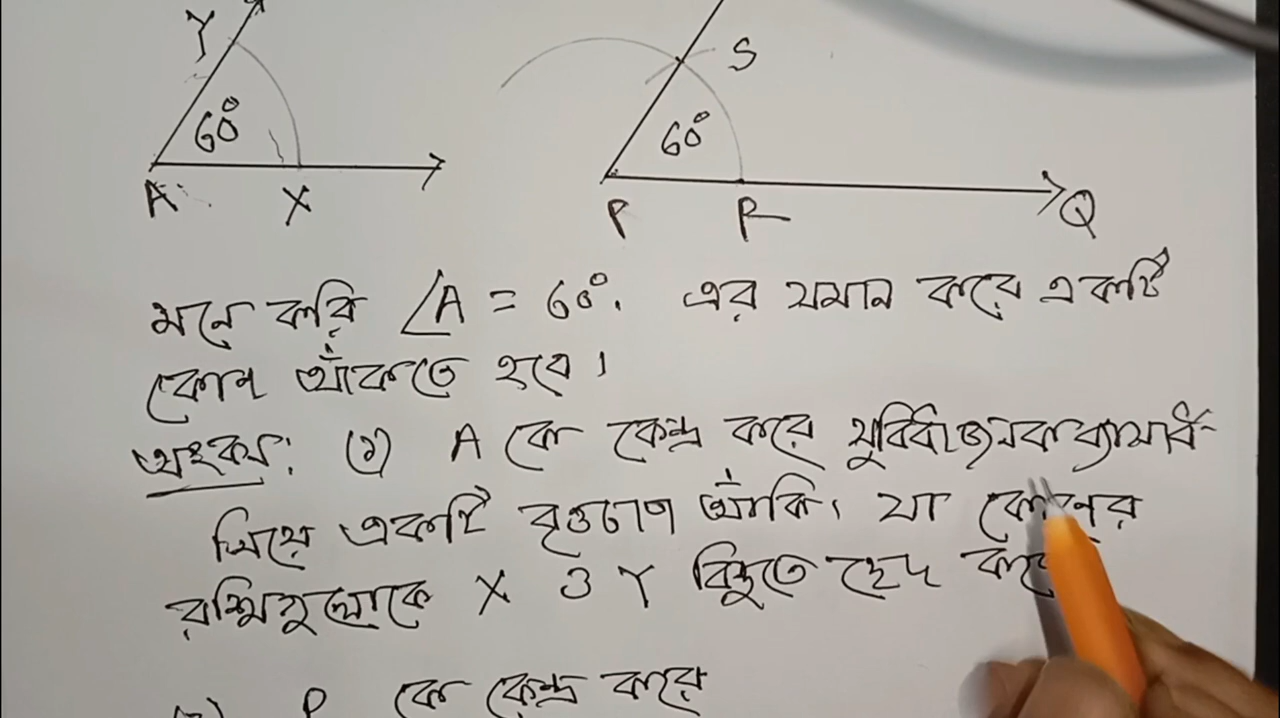 Y S
60° 60°
A X P R Q
মনে করি ∠A = 60°. এর সমান করে একটি
কোণ আঁকতে হবে।
অংকন: (১) A কে কেন্দ্র করে সুবিধাজনক ব্যাসার্ধ
নিয়ে একটি বৃত্তচাপ আঁকি। যা কোণের
রশ্মিগুলোকে X ও Y বিন্দুতে ছেদ করে
P কে কেন্দ্র করে